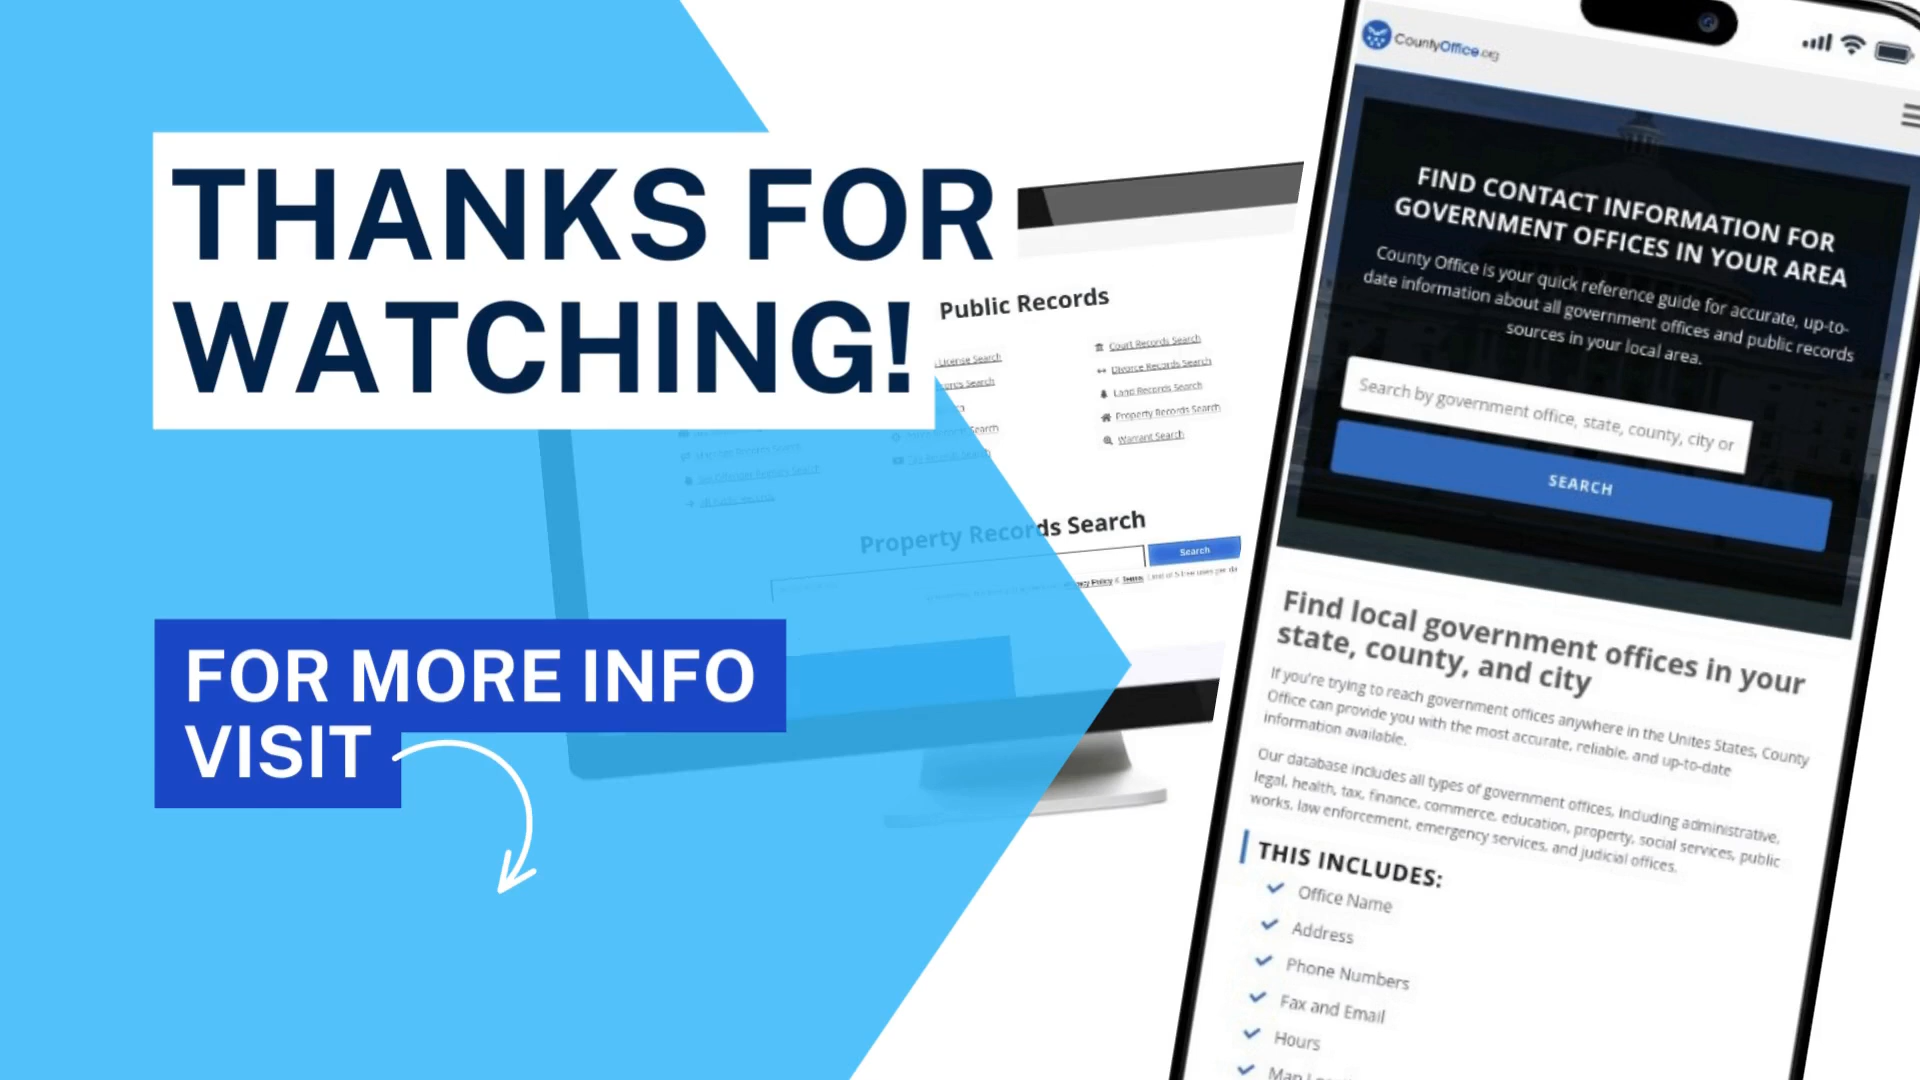 THANKS FOR
WATCHING!
FOR MORE INFO
VISIT
Public Records
License Search
Search
Search
Court Records Search
Divorce Records Search
Land Records Search
Property Records Search
Warrant Search
Property Records Search
Search
Policy & Terms
CountyOffice.org
FIND CONTACT INFORMATION FOR
GOVERNMENT OFFICES IN YOUR AREA
County Office is your quick reference guide for accurate, up-to-
date information about all government offices and public records
sources in your local area.
Search by government office, state, county, city or
SEARCH
Find local government offices in your
state, county, and city
If you're trying to reach government offices anywhere in the Unites States, County
Office can provide you with the most accurate, reliable, and up-to-date
information available.
Our database includes all types of government offices, including administrative,
legal, health, tax, finance, commerce, education, property, social services, public
works, law enforcement, emergency services, and judicial offices.
THIS INCLUDES:
Office Name
Address
Phone Numbers
Fax and Email
Hours